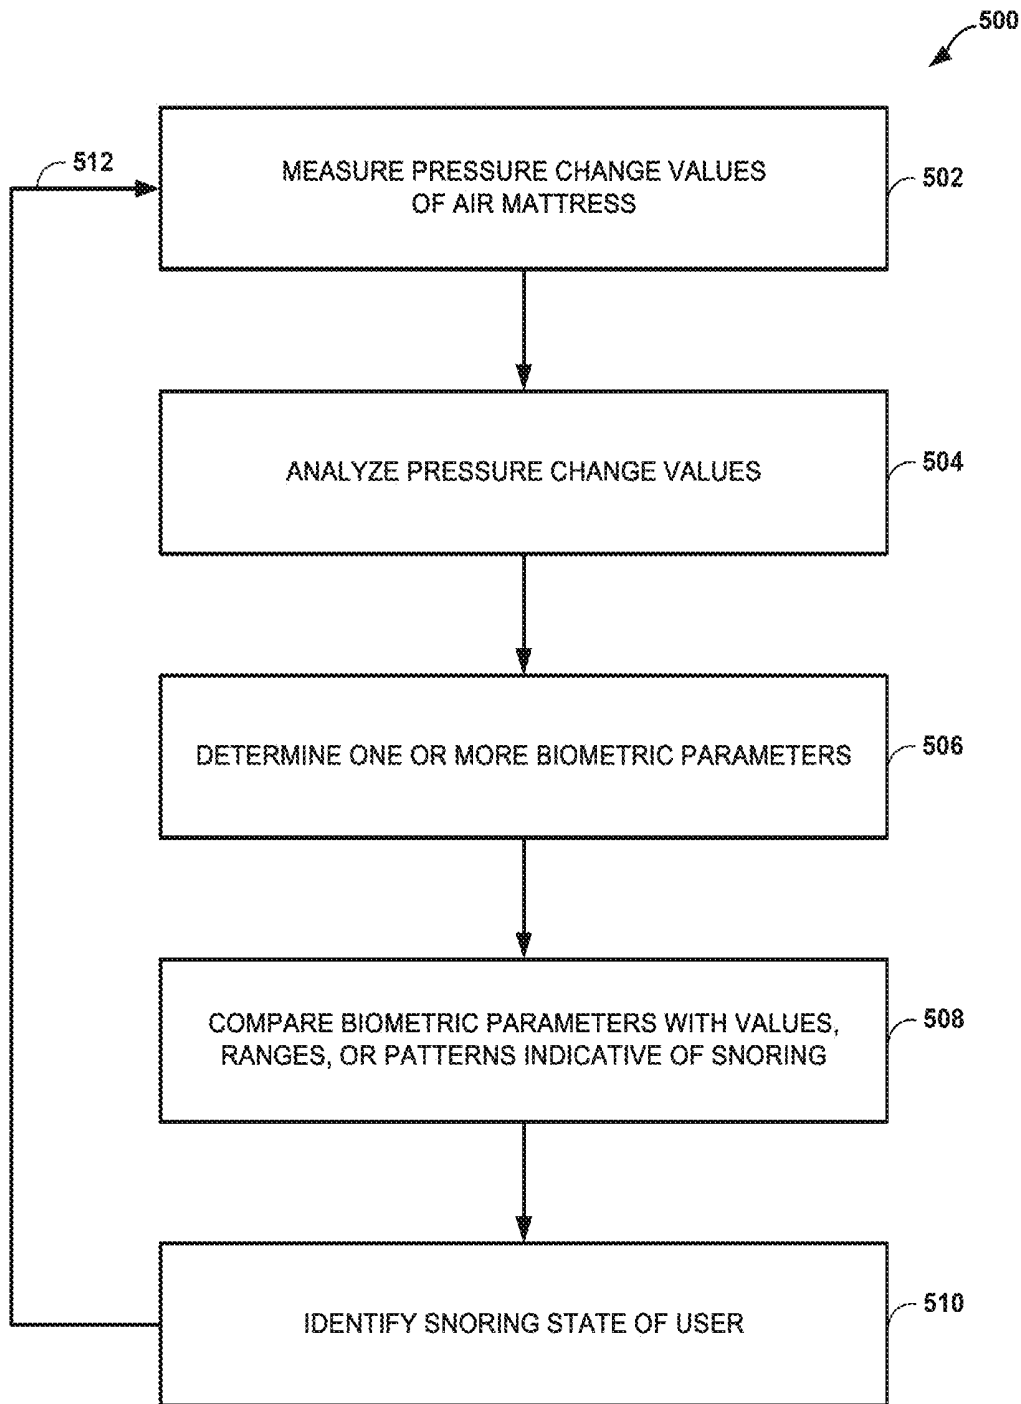 500
512
MEASURE PRESSURE CHANGE VALUES
OF AIR MATTRESS
502
ANALYZE PRESSURE CHANGE VALUES
504
DETERMINE ONE OR MORE BIOMETRIC PARAMETERS
506
COMPARE BIOMETRIC PARAMETERS WITH VALUES,
RANGES, OR PATTERNS INDICATIVE OF SNORING
508
IDENTIFY SNORING STATE OF USER
510